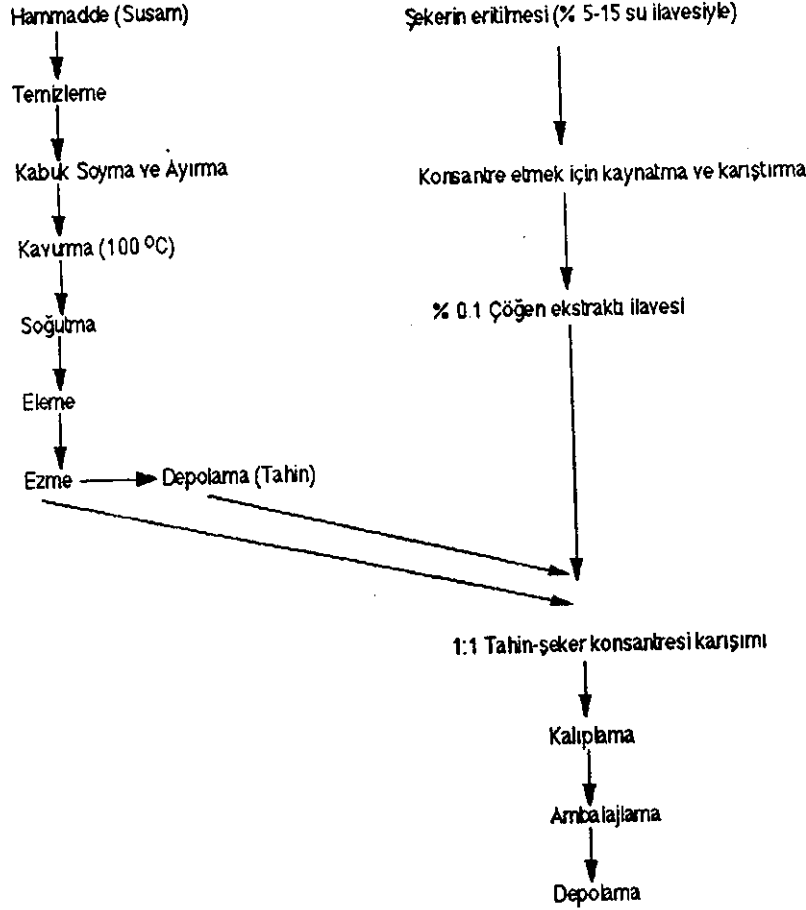 Hammadde (Susam)
Temizleme
Kabuk Soyma ve Ayırma
Kavurma (100 °C)
Soğutma
Eleme
Ezme
Depolama (Tahin)
Şekerin eritilmesi (% 5-15 su ilavesiyle)
Konsantre etmek için kaynatma ve karıştırma
% 0.1 Çöğen ekstraktı ilavesi
1:1 Tahin-şeker konsantresi karışımı
Kalıplama
Ambalajlama
Depolama